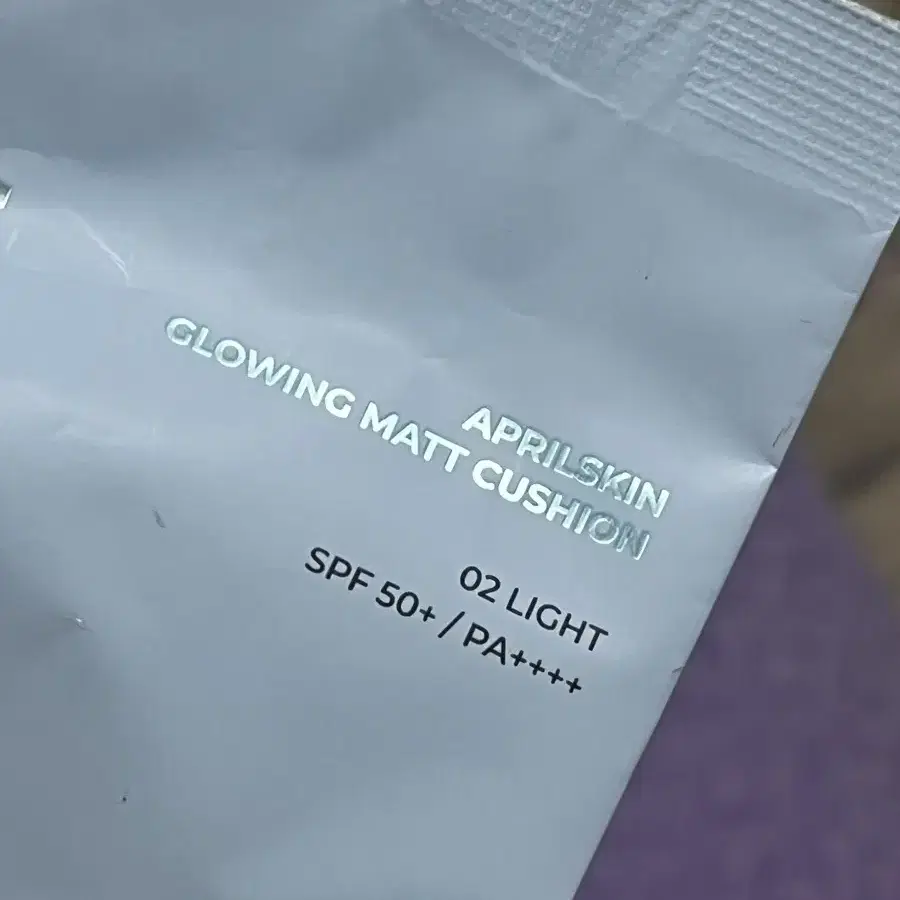 APRILSKIN
GLOWING MATT CUSHION
02 LIGHT
SPF 50+ / PA++++